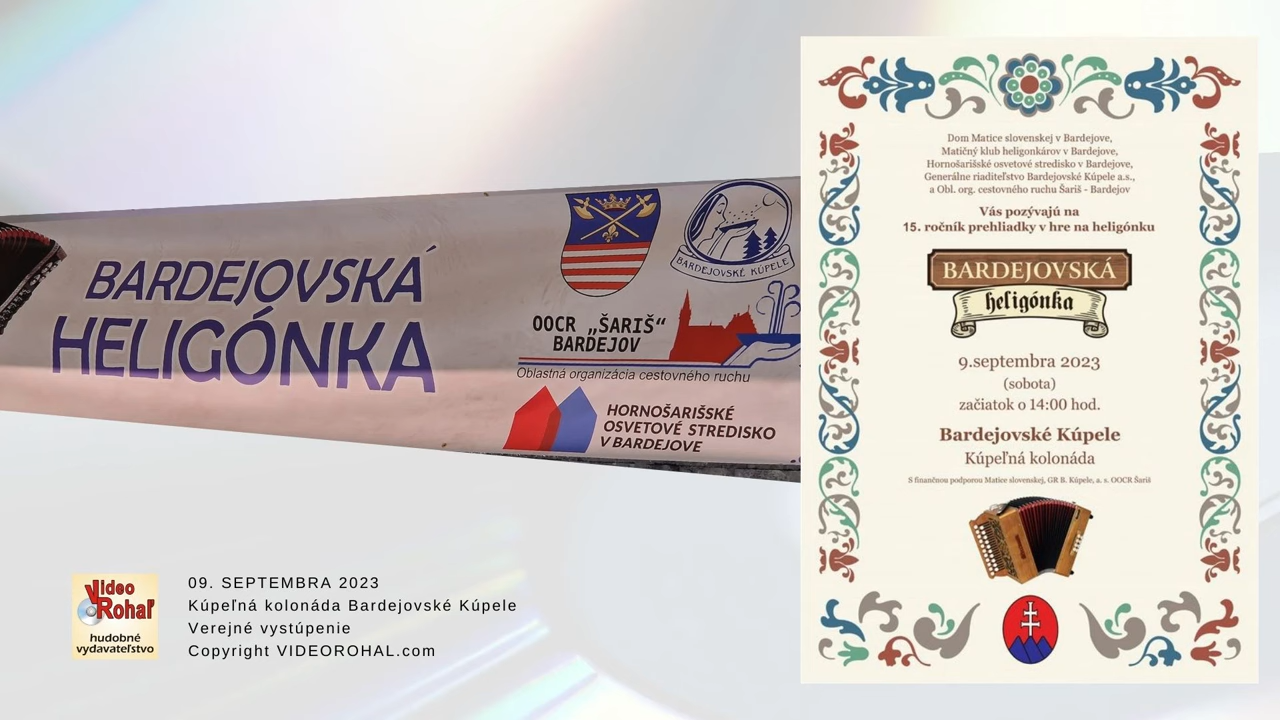 BARDEJOVSKÁ
HELIGÓNKA
BARDEJOVSKÉ KÚPELE
OOCR „ŠARIŠ“
BARDEJOV
Oblastná organizácia cestovného ruchu
HORNOŠARIŠSKÉ
OSVETOVÉ STREDISKO
V BARDEJOVE
Dom Matice slovenskej v Bardejove,
Matičný klub heligonkárov v Bardejove,
Hornošarišské osvetové stredisko v Bardejove,
Generálne riaditeľstvo Bardejovské Kúpele a.s.,
a Obl. org. cestovného ruchu Šariš - Bardejov
Vás pozývajú na
15. ročník prehliadky v hre na heligónku
BARDEJOVSKÁ
heligónka
9.septembra 2023
(sobota)
začiatok o 14:00 hod.
Bardejovské Kúpele
Kúpeľná kolonáda
S finančnou podporou Matice slovenskej, GR B. Kúpele, a. s. OOCR Šariš
Video
Rohaľ
hudobné
vydavateľstvo
09. SEPTEMBRA 2023
Kúpeľná kolonáda Bardejovské Kúpele
Verejné vystúpenie
Copyright VIDEOROHAL.com